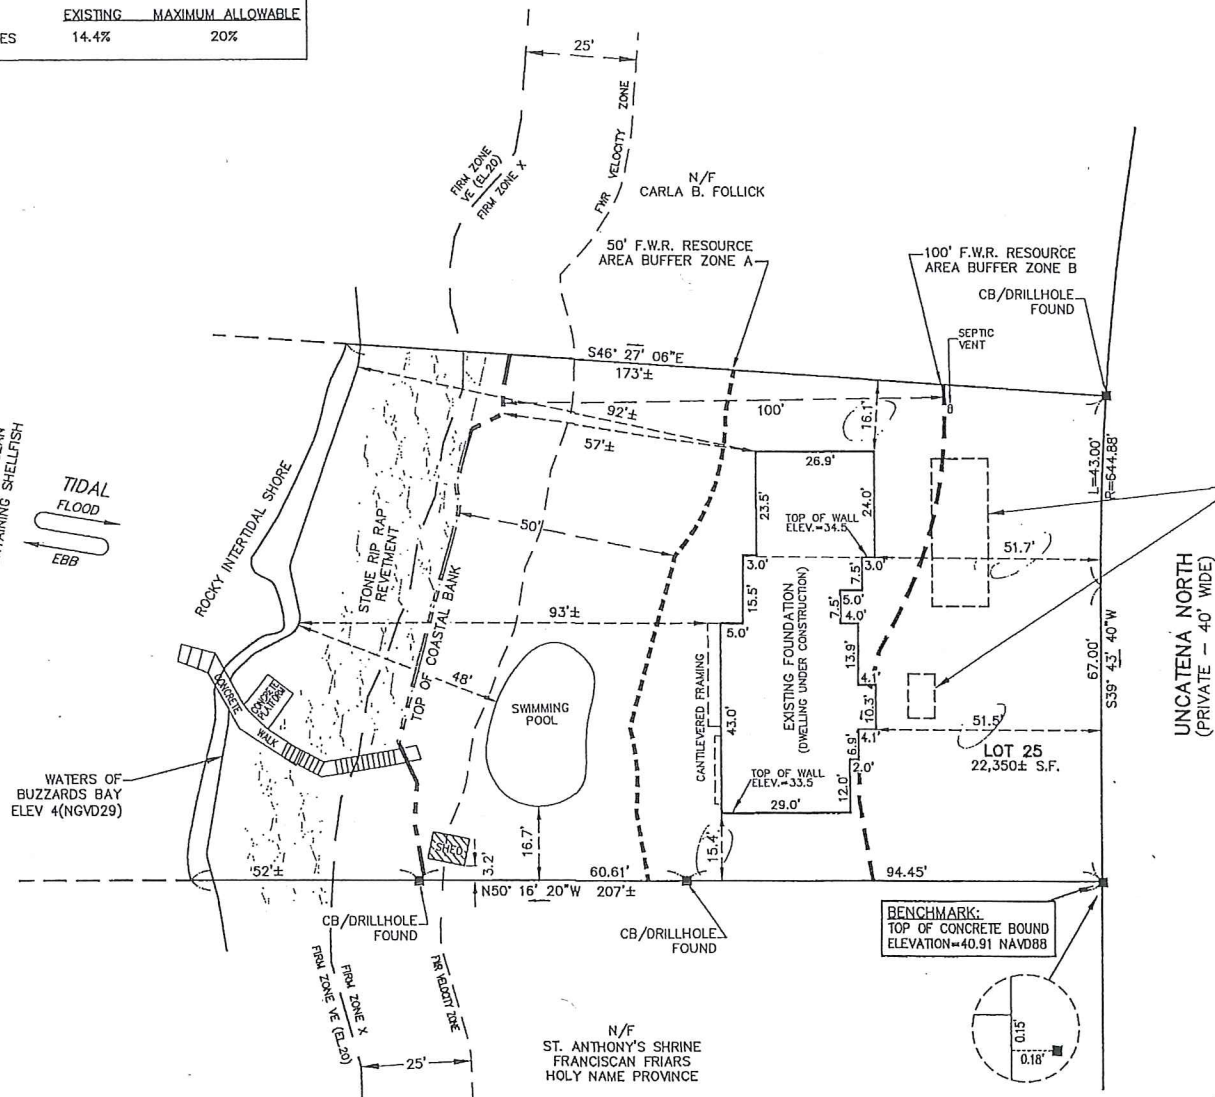 EXISTING MAXIMUM ALLOWABLE
ES 14.4% 20%
25'
FIRM ZONE
VE (EL.20)
FIRM ZONE X
FWR VELOCITY ZONE
N/F
CARLA B. FOLLICK
50' F.W.R. RESOURCE
AREA BUFFER ZONE A
100' F.W.R. RESOURCE
AREA BUFFER ZONE B
CB/DRILLHOLE
FOUND
SEPTIC
VENT
S46° 27' 06"E
173'±
100'
92'±
57'±
16.1'
L=43.00'
R=644.88'
TAINING SHELLFISH
TIDAL
FLOOD
EBB
ROCKY INTERTIDAL SHORE
STONE RIP RAP
REVETMENT
TOP OF COASTAL BANK
50'
26.9'
23.5'
24.0'
TOP OF WALL
ELEV.=34.5
3.0'
3.0'
51.7'
7.5'
5.0'
7.5'
4.0'
15.5'
5.0'
93'±
48'
SWIMMING
POOL
CANTILEVERED FRAMING
43.0'
EXISTING FOUNDATION
(DWELLING UNDER CONSTRUCTION)
13.9'
4.1'
10.3'
4.1'
6.9'
2.0'
12.0'
51.5'
67.00'
S39° 43' 40"W
UNCATENA NORTH
(PRIVATE - 40' WIDE)
LOT 25
22,350± S.F.
CONCRETE
WALK
CONCRETE
PLATFORM
WATERS OF
BUZZARDS BAY
ELEV 4(NGVD29)
TOP OF WALL
ELEV.=33.5
29.0'
15.4'
16.7'
SHED
3.2'
52'±
60.61'
94.45'
N50° 16' 20"W 207'±
CB/DRILLHOLE
FOUND
CB/DRILLHOLE
FOUND
BENCHMARK:
TOP OF CONCRETE BOUND
ELEVATION=40.91 NAVD88
FIRM ZONE X
FIRM ZONE VE (EL.20)
FWR VELOCITY ZONE
25'
N/F
ST. ANTHONY'S SHRINE
FRANCISCAN FRIARS
HOLY NAME PROVINCE
0.15'
0.18'